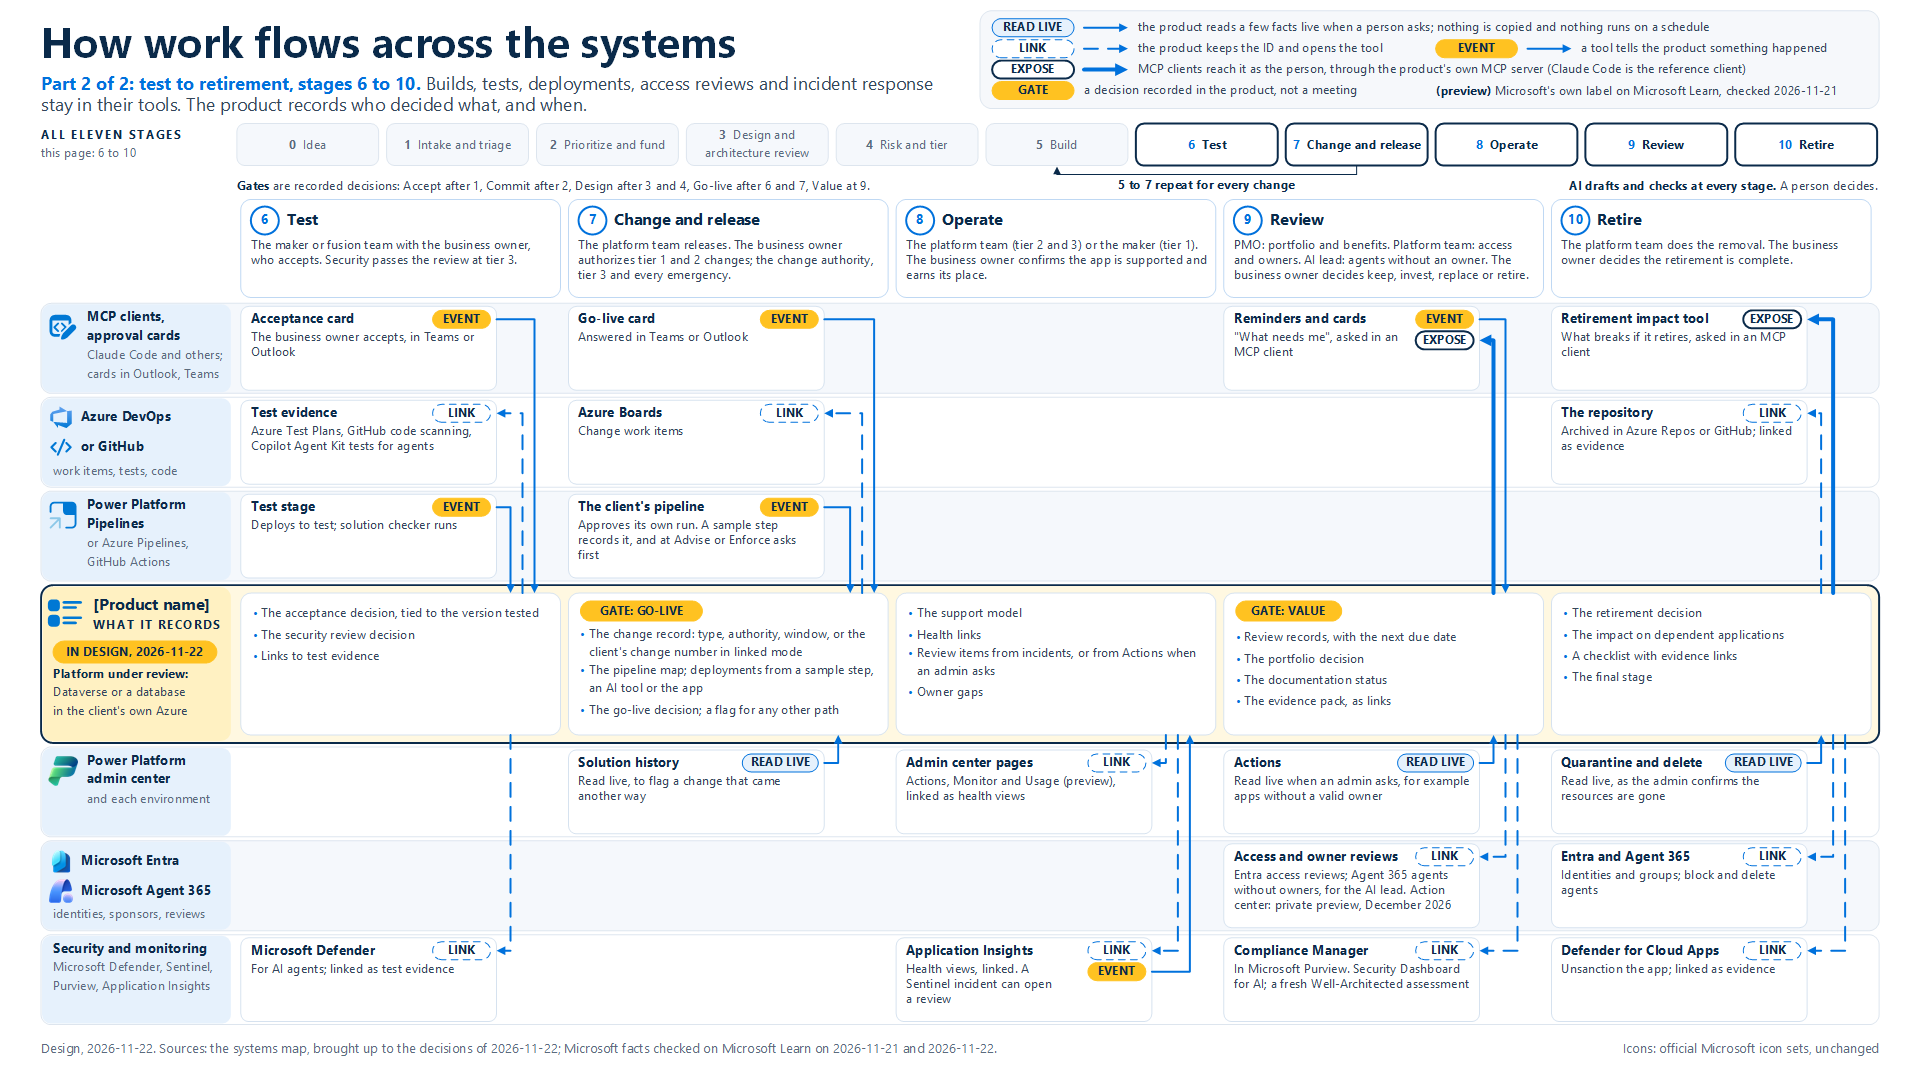 How work flows across the systems
Part 2 of 2: test to retirement, stages 6 to 10. Builds, tests, deployments, access reviews and incident response
stay in their tools. The product records who decided what, and when.
READ LIVE the product reads a few facts live when a person asks; nothing is copied and nothing runs on a schedule
LINK the product keeps the ID and opens the tool EVENT a tool tells the product something happened
EXPOSE MCP clients reach it as the person, through the product's own MCP server (Claude Code is the reference client)
GATE a decision recorded in the product, not a meeting (preview) Microsoft's own label on Microsoft Learn, checked 2026-11-21
ALL ELEVEN STAGES
this page: 6 to 10
0 Idea
1 Intake and triage
2 Prioritize and fund
3 Design and
architecture review
4 Risk and tier
5 Build
6 Test
7 Change and release
8 Operate
9 Review
10 Retire
Gates are recorded decisions: Accept after 1, Commit after 2, Design after 3 and 4, Go-live after 6 and 7, Value at 9.
5 to 7 repeat for every change
AI drafts and checks at every stage. A person decides.
6 Test
The maker or fusion team with the business owner,
who accepts. Security passes the review at tier 3.
7 Change and release
The platform team releases. The business owner
authorizes tier 1 and 2 changes; the change authority,
tier 3 and every emergency.
8 Operate
The platform team (tier 2 and 3) or the maker (tier 1).
The business owner confirms the app is supported and
earns its place.
9 Review
PMO: portfolio and benefits. Platform team: access
and owners. AI lead: agents without an owner. The
business owner decides keep, invest, replace or retire.
10 Retire
The platform team does the removal. The business
owner decides the retirement is complete.
MCP clients,
approval cards
Claude Code and others;
cards in Outlook, Teams
Acceptance card EVENT
The business owner accepts, in Teams or
Outlook
Go-live card EVENT
Answered in Teams or Outlook
Reminders and cards EVENT
"What needs me", asked in an EXPOSE
MCP client
Retirement impact tool EXPOSE
What breaks if it retires, asked in an MCP
client
Azure DevOps
or GitHub
work items, tests, code
Test evidence LINK
Azure Test Plans, GitHub code scanning,
Copilot Agent Kit tests for agents
Azure Boards LINK
Change work items
The repository LINK
Archived in Azure Repos or GitHub; linked
as evidence
Power Platform
Pipelines
or Azure Pipelines,
GitHub Actions
Test stage EVENT
Deploys to test; solution checker runs
The client's pipeline EVENT
Approves its own run. A sample step
records it, and at Advise or Enforce asks
first
[Product name]
WHAT IT RECORDS
IN DESIGN, 2026-11-22
Platform under review:
Dataverse or a database
in the client's own Azure
• The acceptance decision, tied to the version tested
• The security review decision
• Links to test evidence
GATE: GO-LIVE
• The change record: type, authority, window, or the
client's change number in linked mode
• The pipeline map; deployments from a sample step,
an AI tool or the app
• The go-live decision; a flag for any other path
• The support model
• Health links
• Review items from incidents, or from Actions when
an admin asks
• Owner gaps
GATE: VALUE
• Review records, with the next due date
• The portfolio decision
• The documentation status
• The evidence pack, as links
• The retirement decision
• The impact on dependent applications
• A checklist with evidence links
• The final stage
Power Platform
admin center
and each environment
Solution history READ LIVE
Read live, to flag a change that came
another way
Admin center pages LINK
Actions, Monitor and Usage (preview),
linked as health views
Actions READ LIVE
Read live when an admin asks, for example
apps without a valid owner
Quarantine and delete READ LIVE
Read live, as the admin confirms the
resources are gone
Microsoft Entra
Microsoft Agent 365
identities, sponsors, reviews
Access and owner reviews LINK
Entra access reviews; Agent 365 agents
without owners, for the AI lead. Action
center: private preview, December 2026
Entra and Agent 365 LINK
Identities and groups; block and delete
agents
Security and monitoring
Microsoft Defender, Sentinel,
Purview, Application Insights
Microsoft Defender LINK
For AI agents; linked as test evidence
Application Insights LINK
Health views, linked. A EVENT
Sentinel incident can open
a review
Compliance Manager LINK
In Microsoft Purview. Security Dashboard
for AI; a fresh Well-Architected assessment
Defender for Cloud Apps LINK
Unsanction the app; linked as evidence
Design, 2026-11-22. Sources: the systems map, brought up to the decisions of 2026-11-22; Microsoft facts checked on Microsoft Learn on 2026-11-21 and 2026-11-22.
Icons: official Microsoft icon sets, unchanged